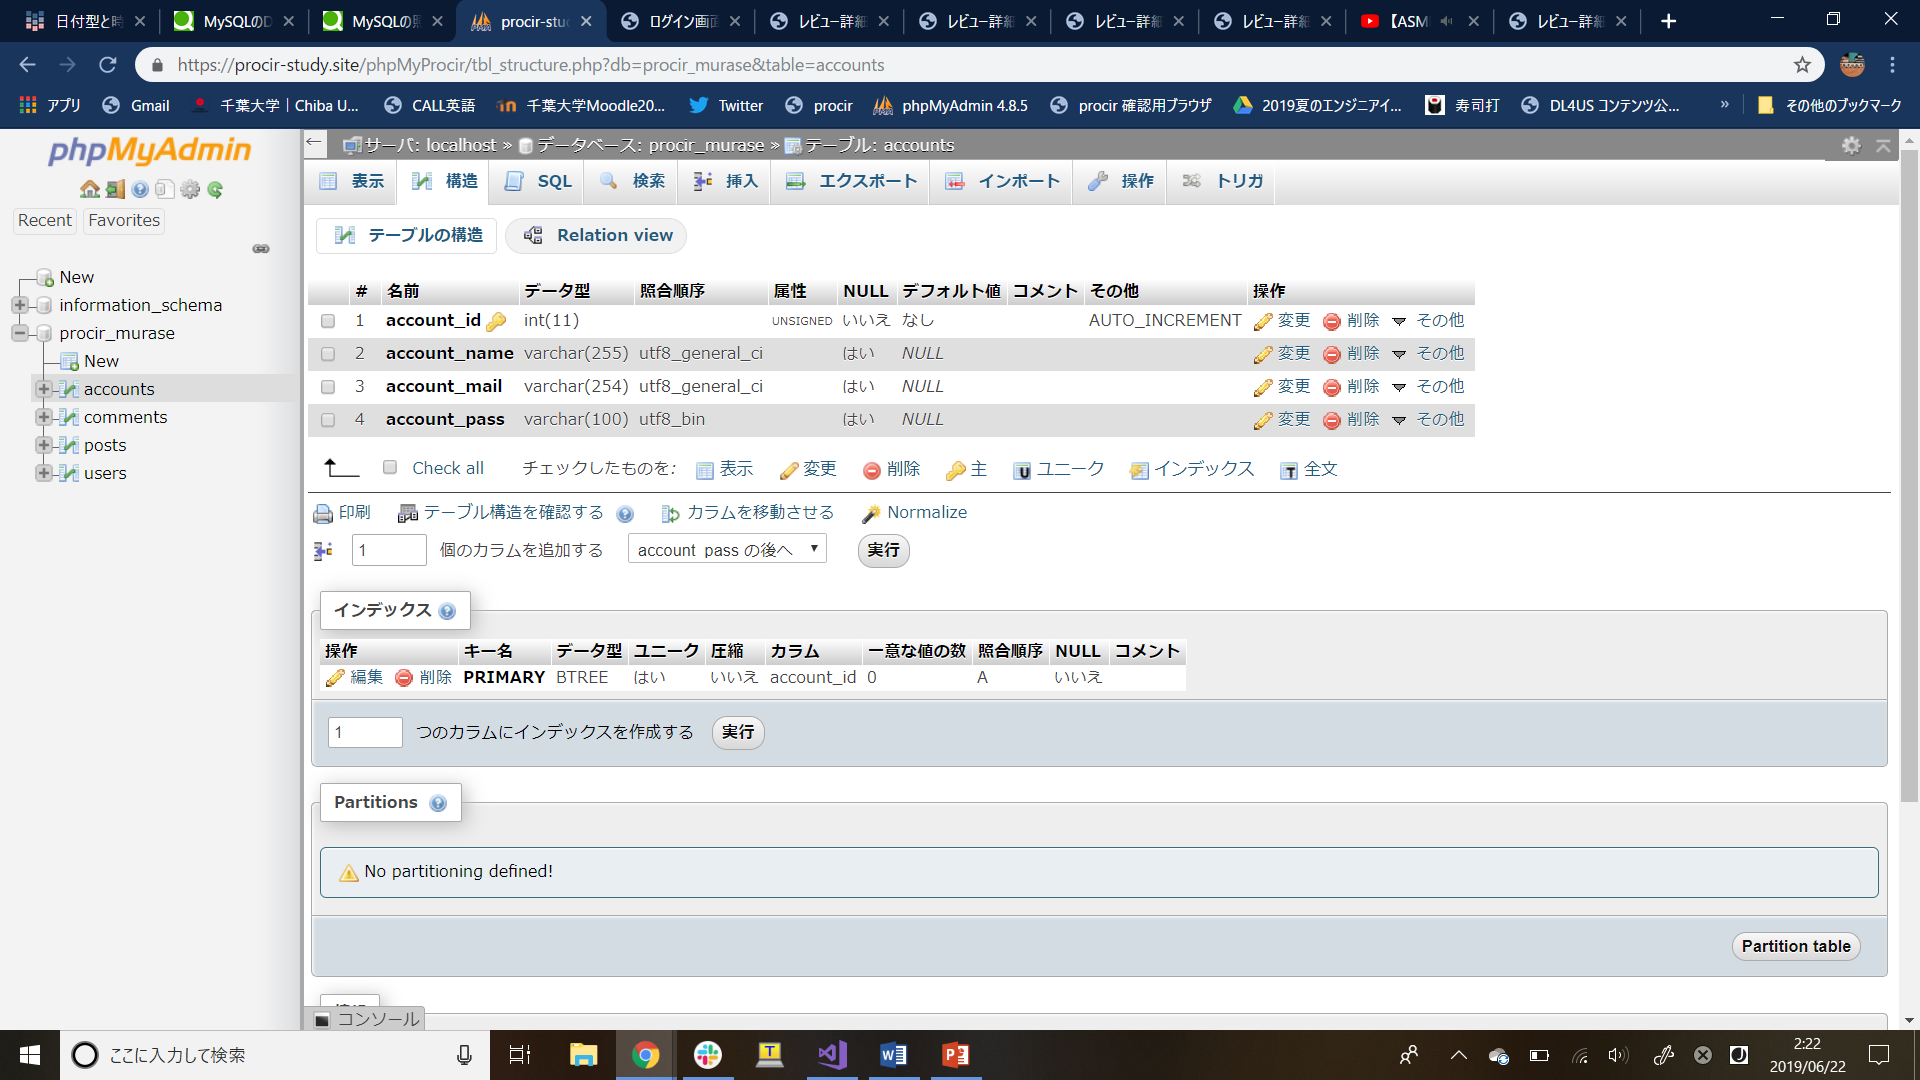 日付型と時
MySQLのD
MySQLの照
procir-stud
ログイン画面
レビュー詳細
レビュー詳細
レビュー詳細
レビュー詳細
【ASM
レビュー詳細
https://procir-study.site/phpMyProcir/tbl_structure.php?db=procir_murase&table=accounts
アプリ Gmail 千葉大学 | Chiba U... CALL英語 千葉大学Moodle20... Twitter procir phpMyAdmin 4.8.5 procir 確認用ブラウザ 2019夏のエンジニアイ... 寿司打 DL4US コンテンツ公... » その他のブックマーク
phpMyAdmin
Recent Favorites
New
information_schema
procir_murase
New
accounts
comments
posts
users
サーバ: localhost » データベース: procir_murase » テーブル: accounts
表示 構造 SQL 検索 挿入 エクスポート インポート 操作 トリガ
テーブルの構造 Relation view
# 名前 データ型 照合順序 属性 NULL デフォルト値 コメント その他 操作
1 account_id int(11) UNSIGNED いいえ なし AUTO_INCREMENT 変更 削除 その他
2 account_name varchar(255) utf8_general_ci はい NULL 変更 削除 その他
3 account_mail varchar(254) utf8_general_ci はい NULL 変更 削除 その他
4 account_pass varchar(100) utf8_bin はい NULL 変更 削除 その他
Check all チェックしたものを: 表示 変更 削除 主 ユニーク インデックス 全文
印刷 テーブル構造を確認する カラムを移動させる Normalize
1 個のカラムを追加する account_pass の後へ 実行
インデックス
操作 キー名 データ型 ユニーク 圧縮 カラム 一意な値の数 照合順序 NULL コメント
編集 削除 PRIMARY BTREE はい いいえ account_id 0 A いいえ
1 つのカラムにインデックスを作成する 実行
Partitions
No partitioning defined!
Partition table
コンソール
ここに入力して検索
2:22
2019/06/22